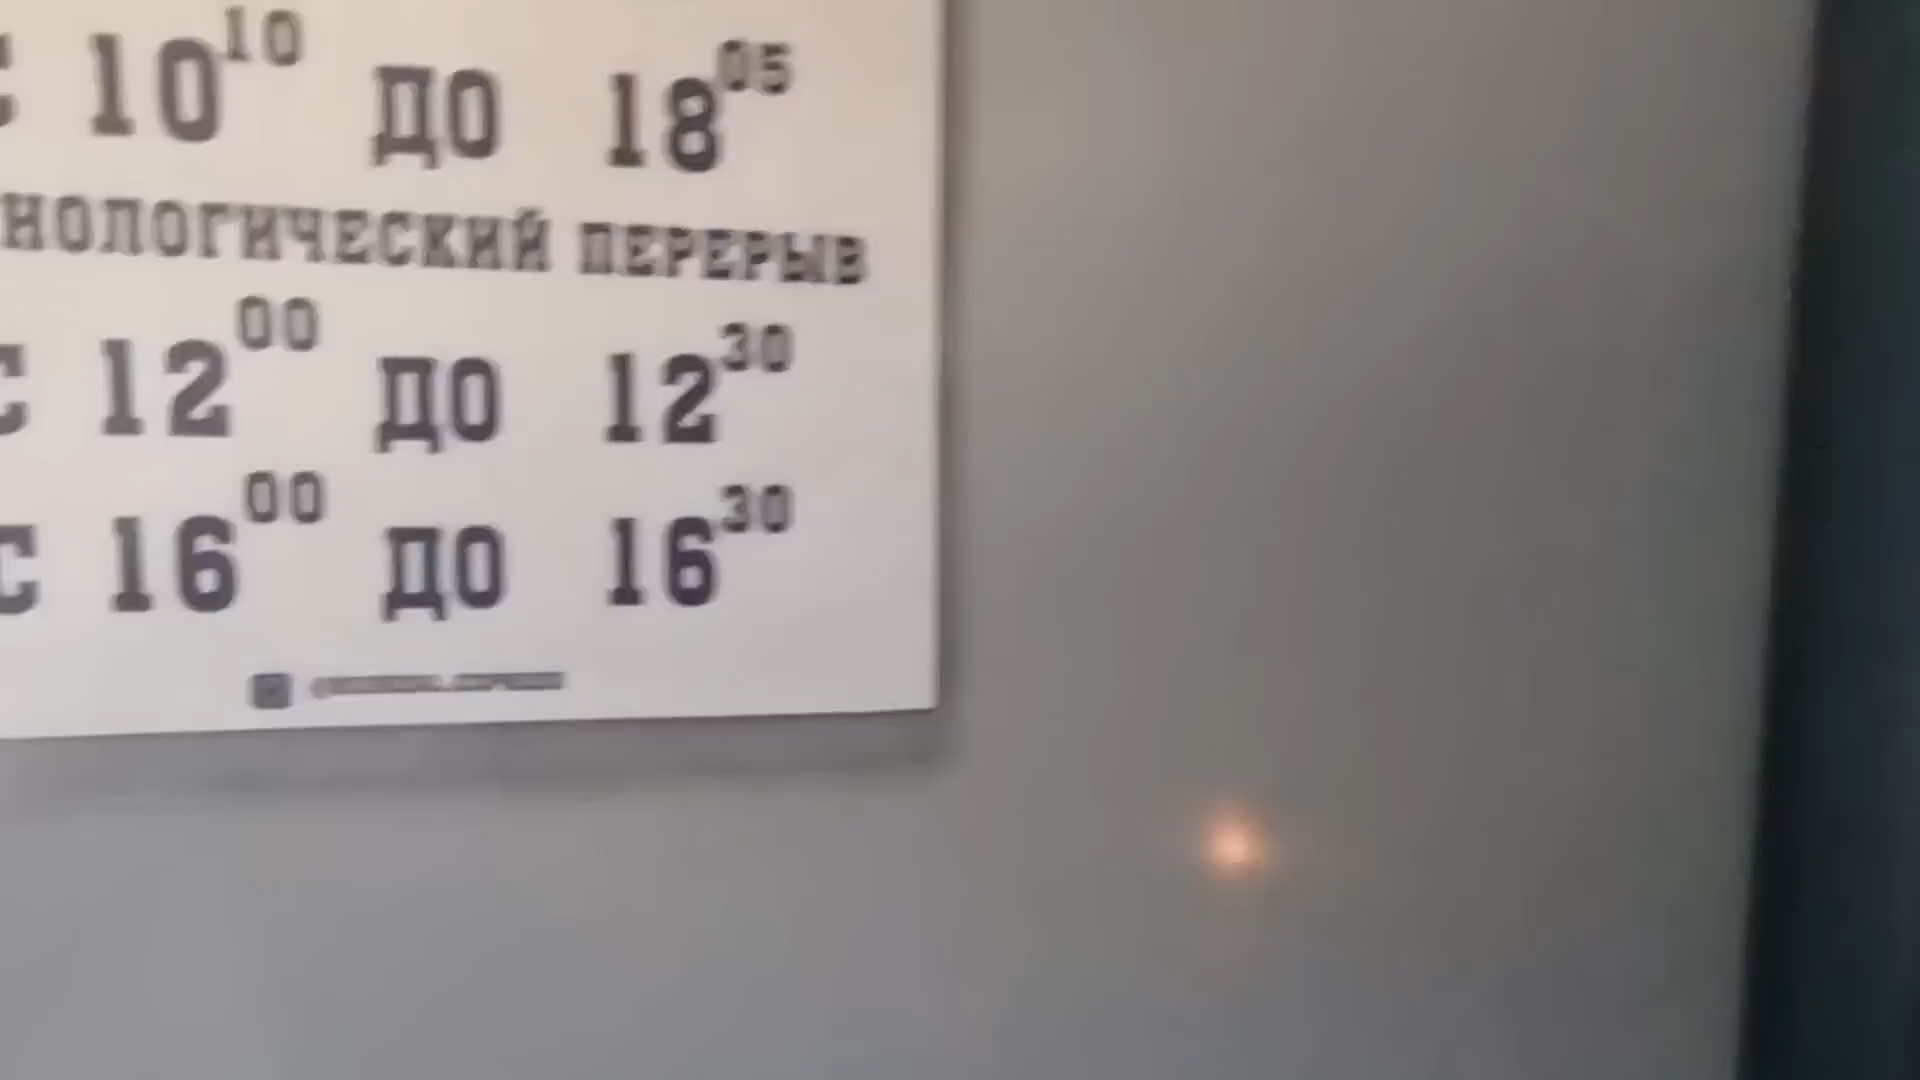 С 10¹⁰ ДО 18⁰⁵
НОЛОГИЧЕСКИЙ ПЕРЕРЫВ
С 12⁰⁰ ДО 12³⁰
С 16⁰⁰ ДО 16³⁰